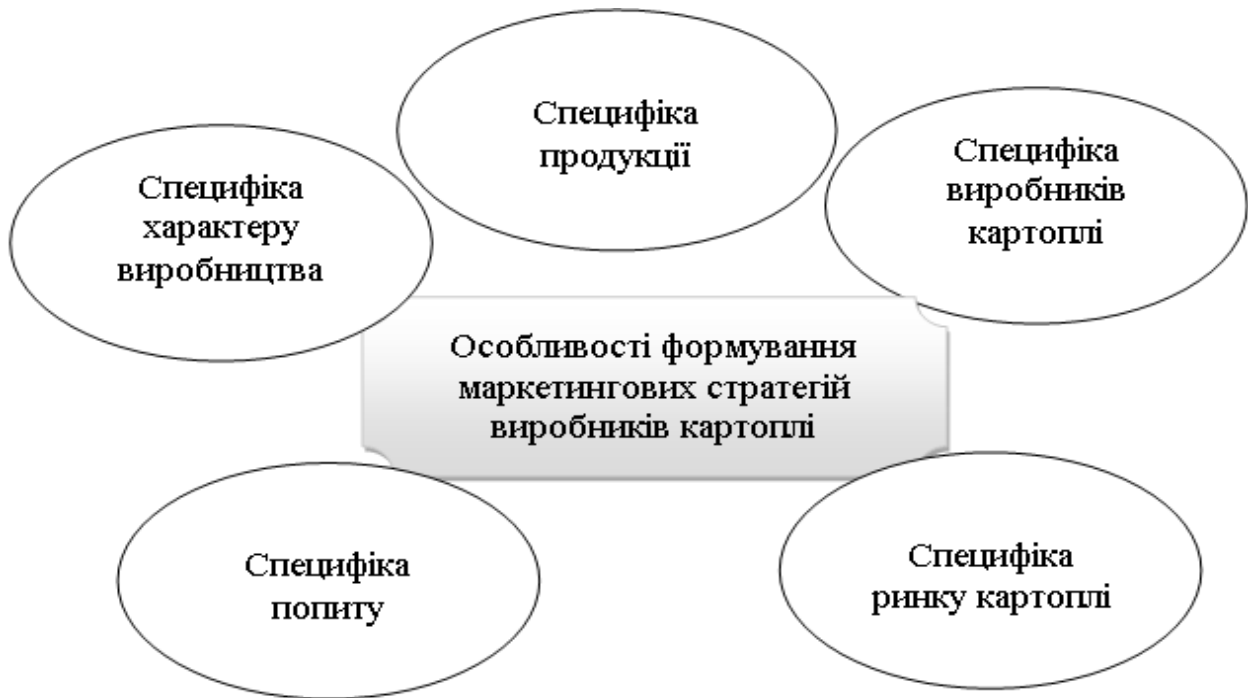 Специфіка
продукції
Специфіка
виробників
картоплі
Специфіка
характеру
виробництва
Особливості формування
маркетингових стратегій
виробників картоплі
Специфіка
попиту
Специфіка
ринку картоплі